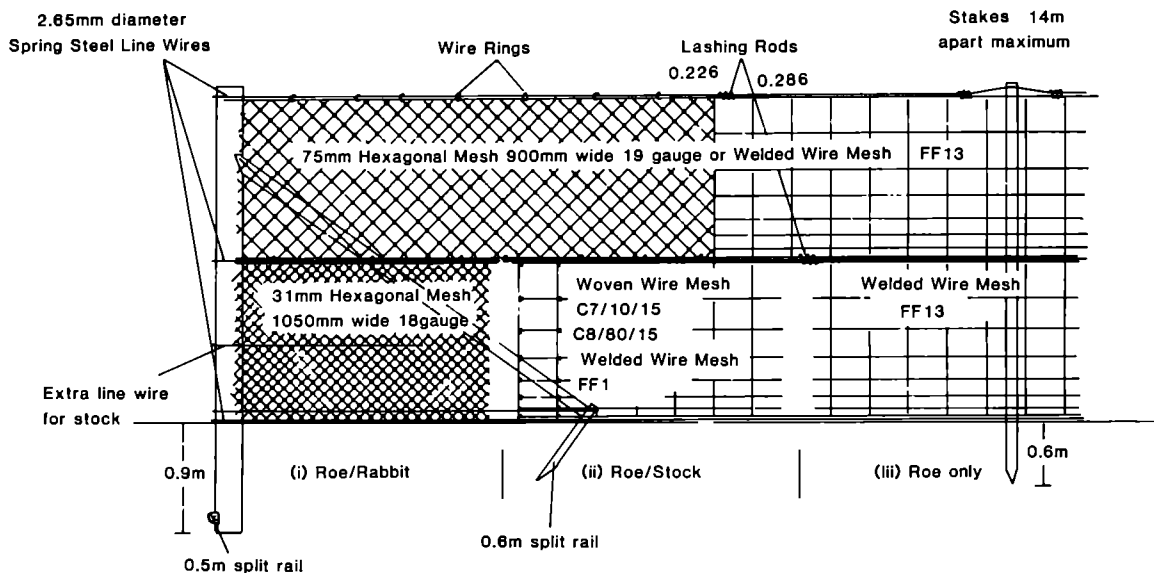 2.65mm diameter
Spring Steel Line Wires
Wire Rings
Lashing Rods
0.226
0.286
Stakes 14m
apart maximum
75mm Hexagonal Mesh 900mm wide 19 gauge or Welded Wire Mesh FF13
31mm Hexagonal Mesh
1050mm wide 18gauge
Woven Wire Mesh
C7/10/15
C8/80/15
Welded Wire Mesh
FF1
Welded Wire Mesh
FF13
Extra line wire
for stock
0.9m
(i) Roe/Rabbit
(ii) Roe/Stock
(iii) Roe only
0.6m
0.5m split rail
0.6m split rail